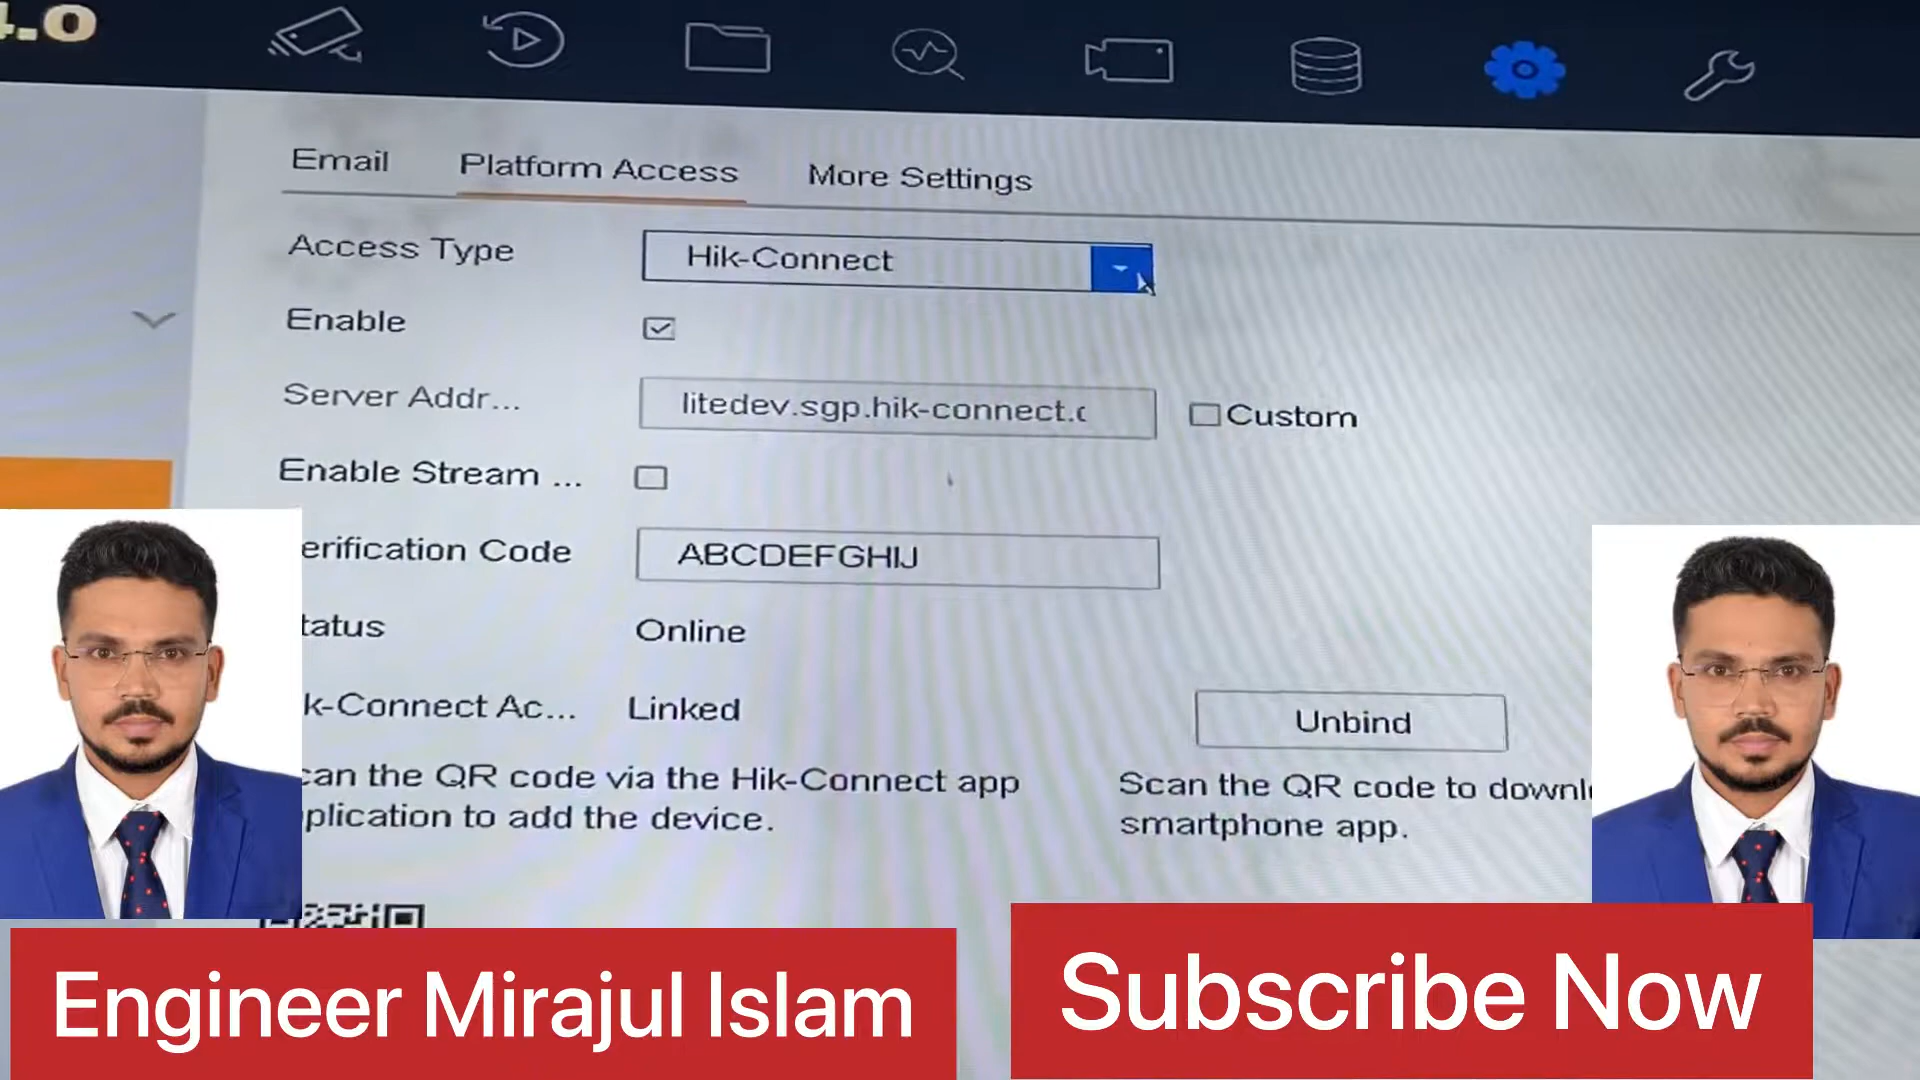 4.0
Email Platform Access More Settings
Access Type Hik-Connect
Enable
Server Addr... litedev.sgp.hik-connect.c Custom
Enable Stream ...
erification Code ABCDEFGHIJ
tatus Online
k-Connect Ac... Linked Unbind
can the QR code via the Hik-Connect app
plication to add the device.
Scan the QR code to downl
smartphone app.
Engineer Mirajul Islam
Subscribe Now